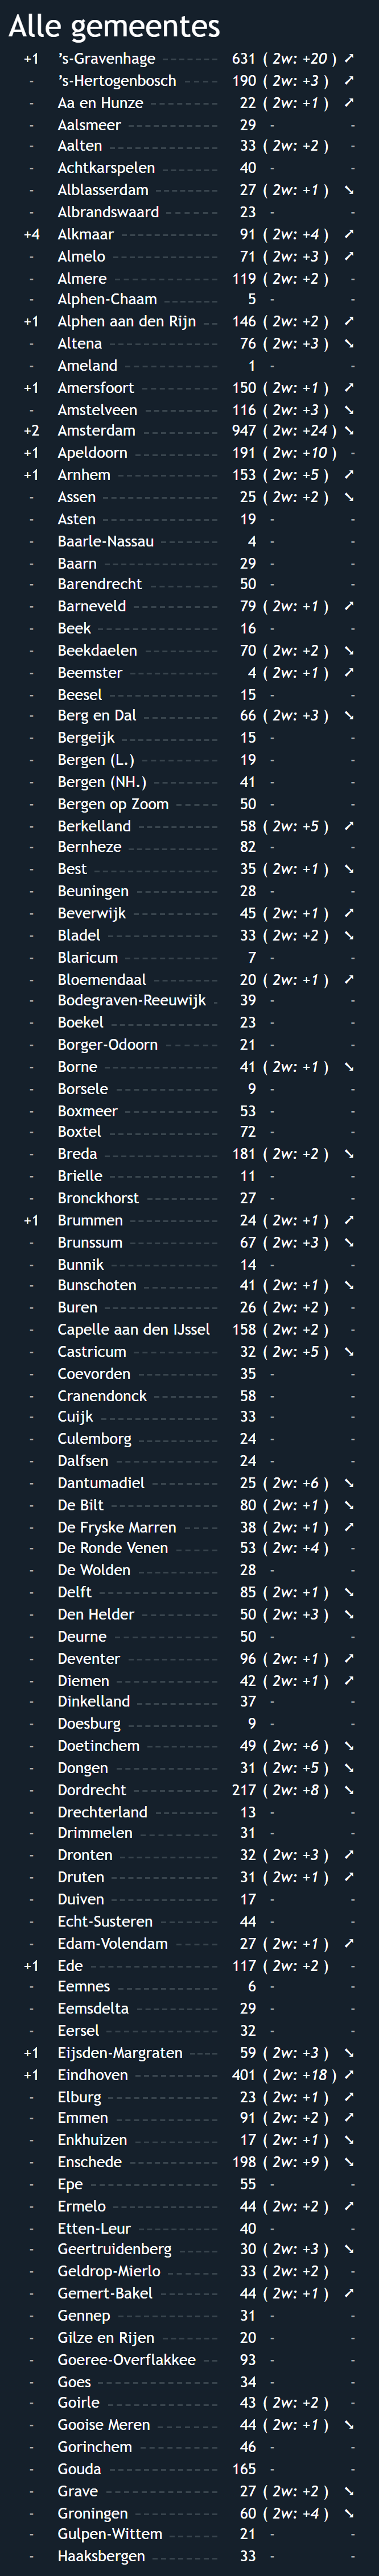 Alle gemeentes
+1 ’s-Gravenhage 631 ( 2w: +20 ) ➚
- ’s-Hertogenbosch 190 ( 2w: +3 ) ➚
- Aa en Hunze 22 ( 2w: +1 ) ➚
- Aalsmeer 29 - -
- Aalten 33 ( 2w: +2 ) -
- Achtkarspelen 40 - -
- Alblasserdam 27 ( 2w: +1 ) ➘
- Albrandswaard 23 - -
+4 Alkmaar 91 ( 2w: +4 ) ➚
- Almelo 71 ( 2w: +3 ) ➚
- Almere 119 ( 2w: +2 ) -
- Alphen-Chaam 5 - -
+1 Alphen aan den Rijn 146 ( 2w: +2 ) ➚
- Altena 76 ( 2w: +3 ) ➘
- Ameland 1 - -
+1 Amersfoort 150 ( 2w: +1 ) ➚
- Amstelveen 116 ( 2w: +3 ) ➘
+2 Amsterdam 947 ( 2w: +24 ) ➘
+1 Apeldoorn 191 ( 2w: +10 ) -
+1 Arnhem 153 ( 2w: +5 ) ➚
- Assen 25 ( 2w: +2 ) ➘
- Asten 19 - -
- Baarle-Nassau 4 - -
- Baarn 29 - -
- Barendrecht 50 - -
- Barneveld 79 ( 2w: +1 ) ➚
- Beek 16 - -
- Beekdaelen 70 ( 2w: +2 ) ➘
- Beemster 4 ( 2w: +1 ) ➚
- Beesel 15 - -
- Berg en Dal 66 ( 2w: +3 ) ➘
- Bergeijk 15 - -
- Bergen (L.) 19 - -
- Bergen (NH.) 41 - -
- Bergen op Zoom 50 - -
- Berkelland 58 ( 2w: +5 ) ➚
- Bernheze 82 - -
- Best 35 ( 2w: +1 ) ➘
- Beuningen 28 - -
- Beverwijk 45 ( 2w: +1 ) ➚
- Bladel 33 ( 2w: +2 ) ➘
- Blaricum 7 - -
- Bloemendaal 20 ( 2w: +1 ) ➚
- Bodegraven-Reeuwijk 39 - -
- Boekel 23 - -
- Borger-Odoorn 21 - -
- Borne 41 ( 2w: +1 ) ➘
- Borsele 9 - -
- Boxmeer 53 - -
- Boxtel 72 - -
- Breda 181 ( 2w: +2 ) ➘
- Brielle 11 - -
- Bronckhorst 27 - -
+1 Brummen 24 ( 2w: +1 ) ➚
- Brunssum 67 ( 2w: +3 ) ➘
- Bunnik 14 - -
- Bunschoten 41 ( 2w: +1 ) ➘
- Buren 26 ( 2w: +2 ) -
- Capelle aan den IJssel 158 ( 2w: +2 ) -
- Castricum 32 ( 2w: +5 ) ➘
- Coevorden 35 - -
- Cranendonck 58 - -
- Cuijk 33 - -
- Culemborg 24 - -
- Dalfsen 24 - -
- Dantumadiel 25 ( 2w: +6 ) ➘
- De Bilt 80 ( 2w: +1 ) ➘
- De Fryske Marren 38 ( 2w: +1 ) ➚
- De Ronde Venen 53 ( 2w: +4 ) -
- De Wolden 28 - -
- Delft 85 ( 2w: +1 ) ➘
- Den Helder 50 ( 2w: +3 ) ➘
- Deurne 50 - -
- Deventer 96 ( 2w: +1 ) ➚
- Diemen 42 ( 2w: +1 ) ➚
- Dinkelland 37 - -
- Doesburg 9 - -
- Doetinchem 49 ( 2w: +6 ) ➘
- Dongen 31 ( 2w: +5 ) ➘
- Dordrecht 217 ( 2w: +8 ) ➘
- Drechterland 13 - -
- Drimmelen 31 - -
- Dronten 32 ( 2w: +3 ) ➚
- Druten 31 ( 2w: +1 ) ➚
- Duiven 17 - -
- Echt-Susteren 44 - -
- Edam-Volendam 27 ( 2w: +1 ) ➚
+1 Ede 117 ( 2w: +2 ) -
- Eemnes 6 - -
- Eemsdelta 29 - -
- Eersel 32 - -
+1 Eijsden-Margraten 59 ( 2w: +3 ) ➘
+1 Eindhoven 401 ( 2w: +18 ) ➚
- Elburg 23 ( 2w: +1 ) ➚
- Emmen 91 ( 2w: +2 ) ➚
- Enkhuizen 17 ( 2w: +1 ) ➘
- Enschede 198 ( 2w: +9 ) ➘
- Epe 55 - -
- Ermelo 44 ( 2w: +2 ) ➚
- Etten-Leur 40 - -
- Geertruidenberg 30 ( 2w: +3 ) ➘
- Geldrop-Mierlo 33 ( 2w: +2 ) -
- Gemert-Bakel 44 ( 2w: +1 ) ➚
- Gennep 31 - -
- Gilze en Rijen 20 - -
- Goeree-Overflakkee 93 - -
- Goes 34 - -
- Goirle 43 ( 2w: +2 ) -
- Gooise Meren 44 ( 2w: +1 ) ➘
- Gorinchem 46 - -
- Gouda 165 - -
- Grave 27 ( 2w: +2 ) ➘
- Groningen 60 ( 2w: +4 ) ➘
- Gulpen-Wittem 21 - -
- Haaksbergen 33 - -